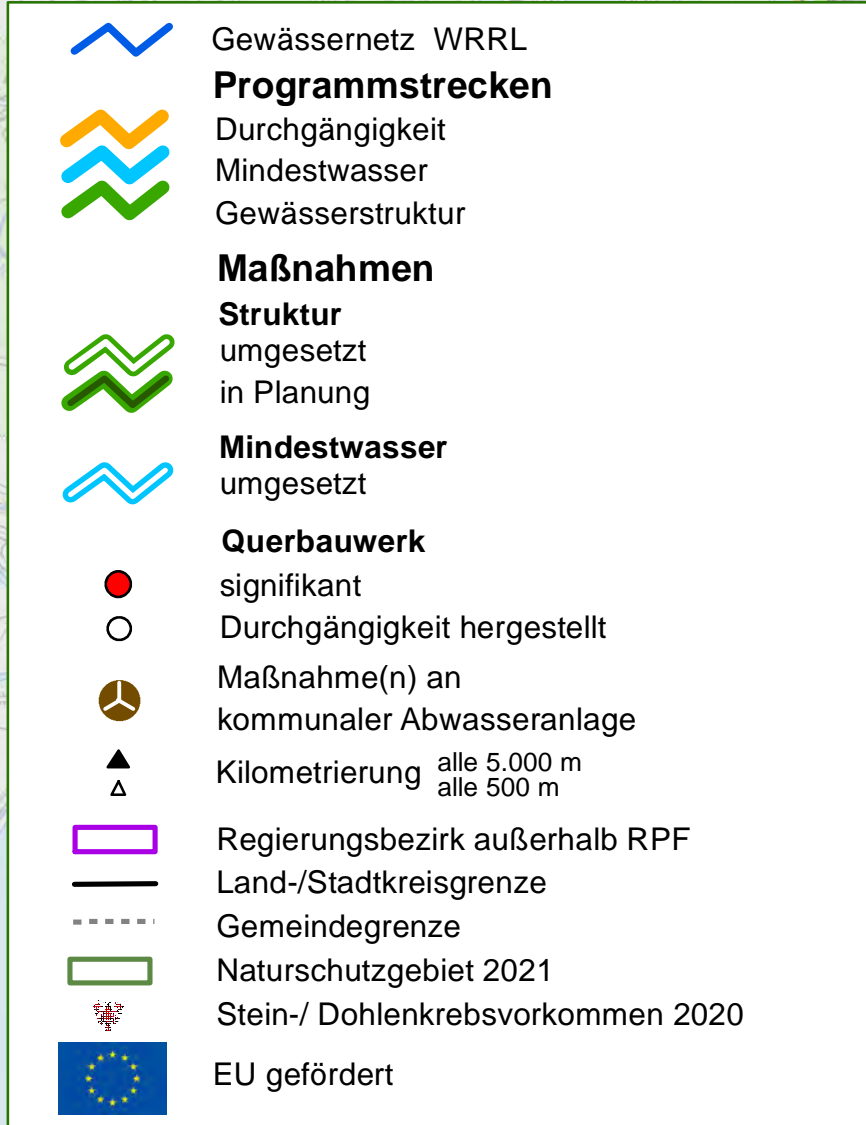 Gewässernetz WRRL
Programmstrecken
Durchgängigkeit
Mindestwasser
Gewässerstruktur
Maßnahmen
Struktur
umgesetzt
in Planung
Mindestwasser
umgesetzt
Querbauwerk
signifikant
Durchgängigkeit hergestellt
Maßnahme(n) an
kommunaler Abwasseranlage
Kilometrierung alle 5.000 m
alle 500 m
Regierungsbezirk außerhalb RPF
Land-/Stadtkreisgrenze
Gemeindegrenze
Naturschutzgebiet 2021
Stein-/ Dohlenkrebsvorkommen 2020
EU gefördert